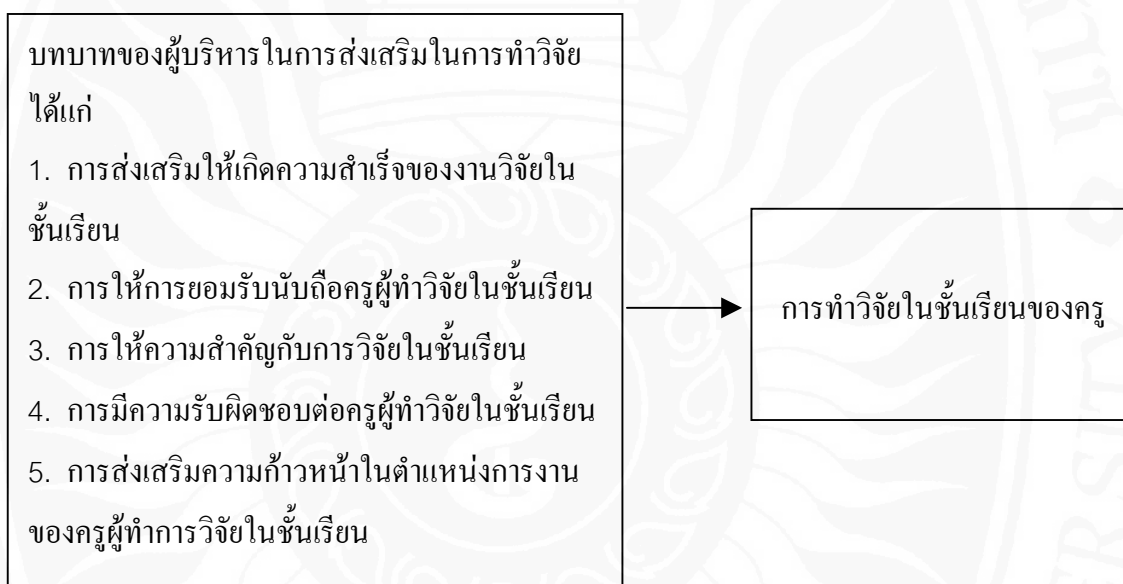 บทบาทของผู้บริหารในการส่งเสริมในการทำวิจัย
ได้แก่
1. การส่งเสริมให้เกิดความสำเร็จของงานวิจัยใน
ชั้นเรียน
2. การให้การยอมรับนับถือครูผู้ทำวิจัยในชั้นเรียน
3. การให้ความสำคัญกับการวิจัยในชั้นเรียน
4. การมีความรับผิดชอบต่อครูผู้ทำวิจัยในชั้นเรียน
5. การส่งเสริมความก้าวหน้าในตำแหน่งการงาน
ของครูผู้ทำการวิจัยในชั้นเรียน
การทำวิจัยในชั้นเรียนของครู